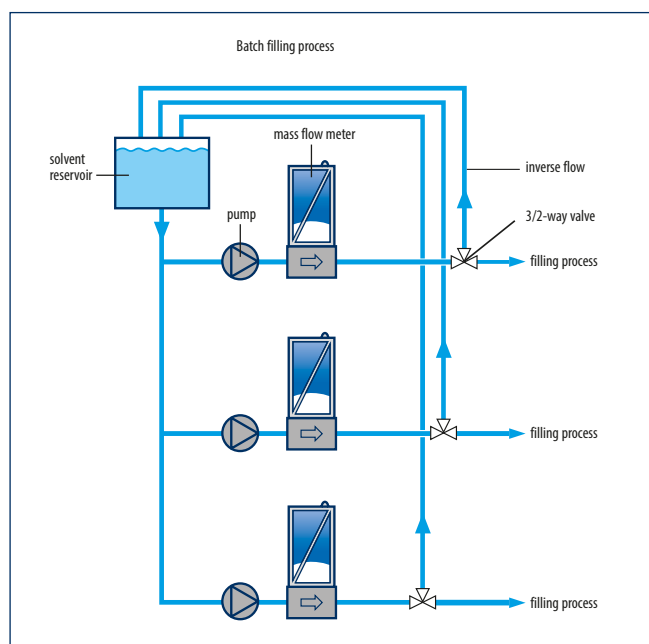 Batch filling process
mass flow meter
solvent
reservoir
inverse flow
pump
3/2-way valve
filling process
filling process
filling process